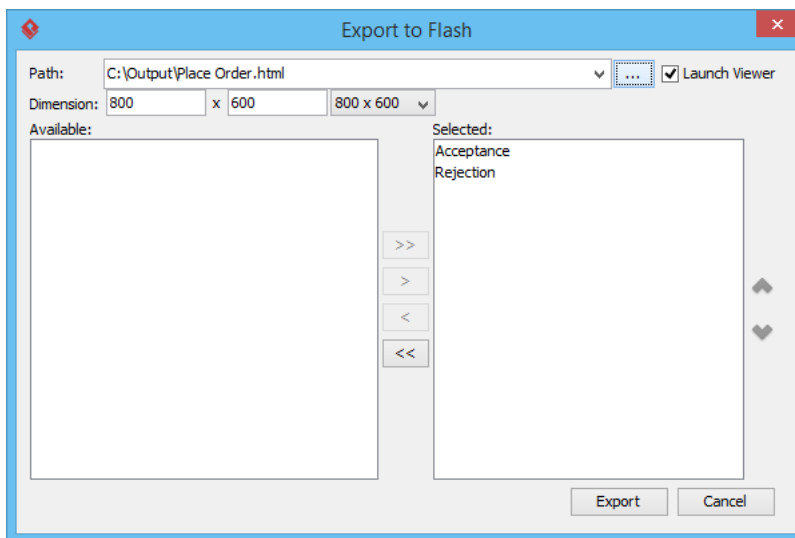 Export to Flash
Path: C:\Output\Place Order.html ... Launch Viewer
Dimension: 800 x 600 800 x 600
Available: Selected:
Acceptance
Rejection
>>
>
<
<<
Export Cancel